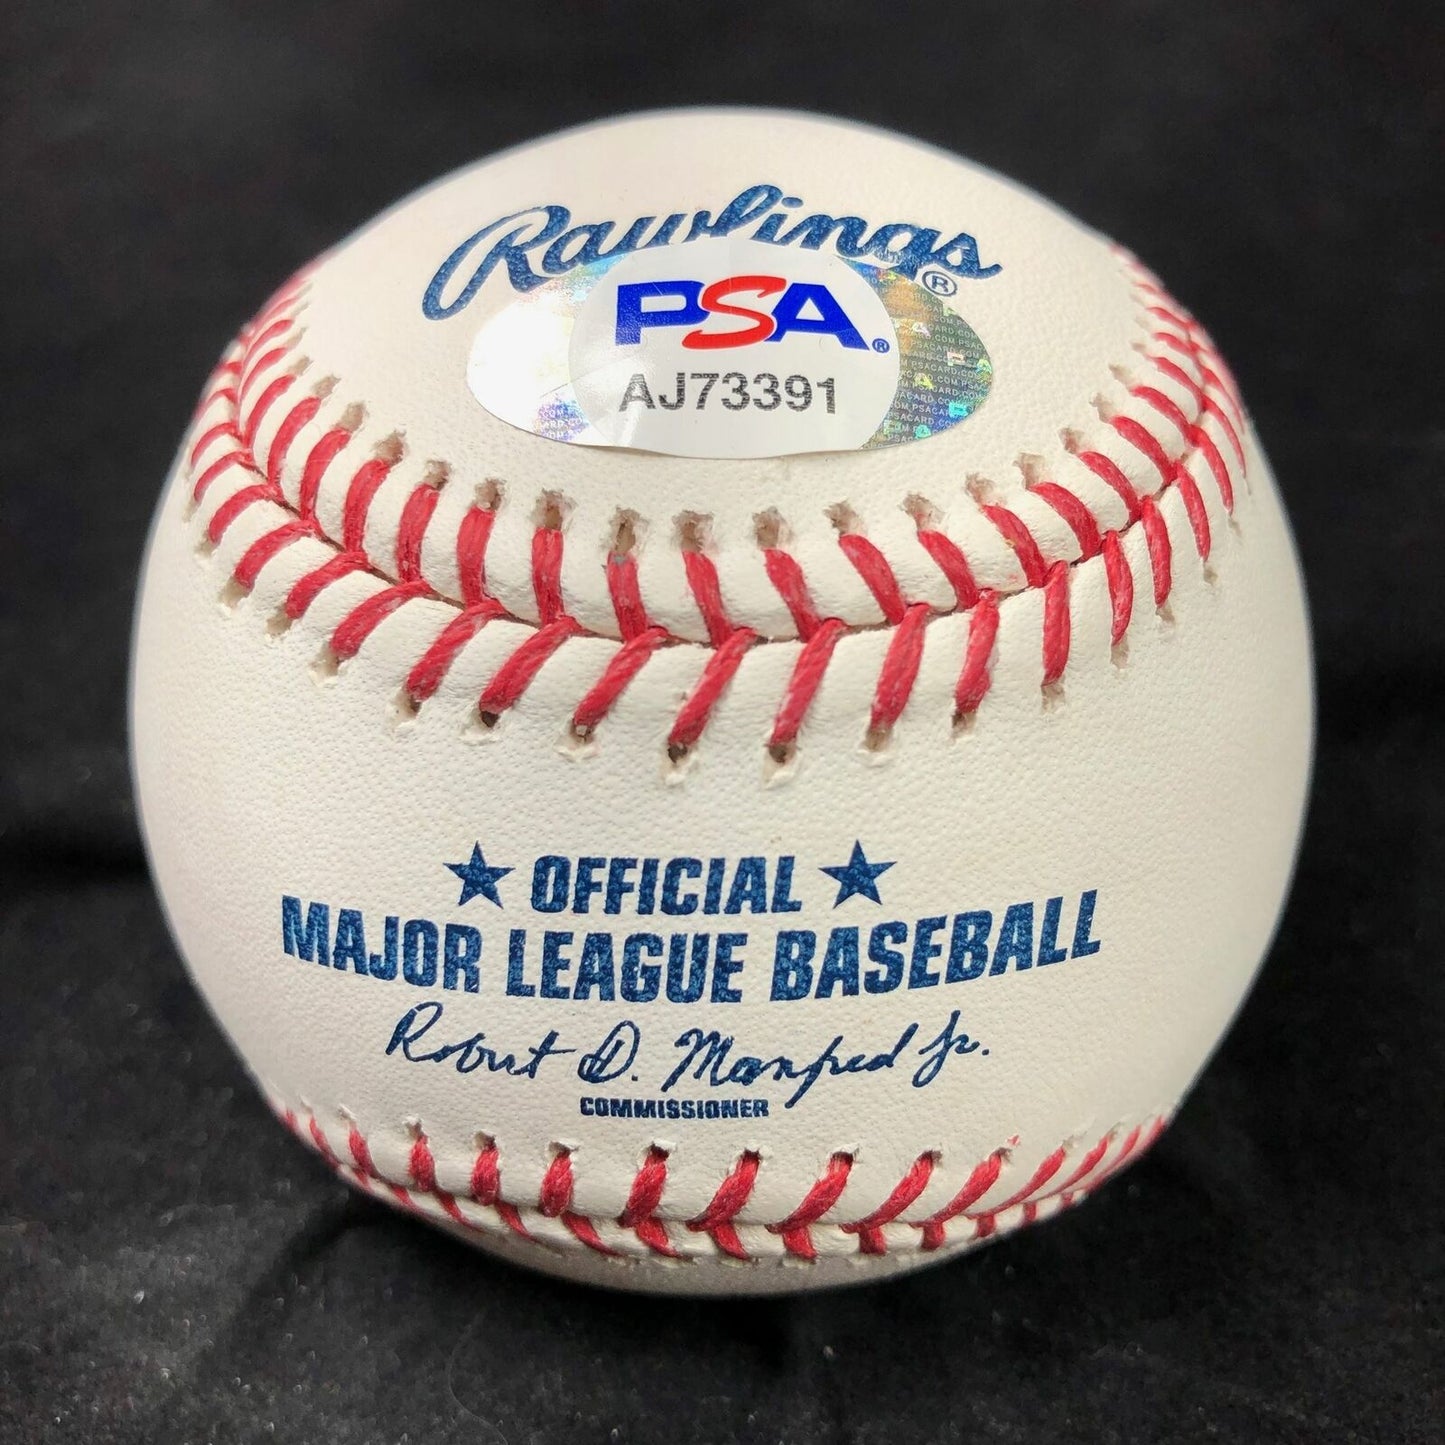 Rawlings®
PSA®
AJ73391
★ OFFICIAL ★
MAJOR LEAGUE BASEBALL
Robert D. Manfred Jr.
COMMISSIONER